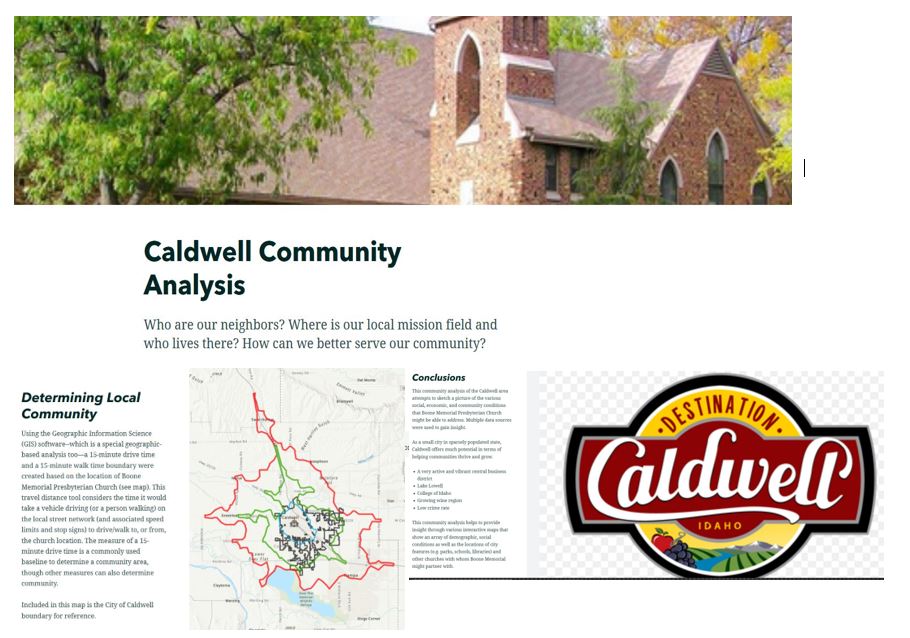 Caldwell Community
Analysis
Who are our neighbors? Where is our local mission field and
who lives there? How can we better serve our community?
Determining Local
Community
Using the Geographic Information Science
(GIS) software—which is a special geographic-
based analysis too—a 15-minute drive time
and a 15-minute walk time boundary were
created based on the location of Boone
Memorial Presbyterian Church (see map). This
travel distance tool considers the time it would
take a vehicle driving (or a person walking) on
the local street network (and associated speed
limits and stop signs) to drive/walk to, or from,
the church location. The measure of a 15-
minute drive time is a commonly used
baseline to determine a community area,
though other measures can also determine
community.
Included in this map is the City of Caldwell
boundary for reference.
Conclusions
This community analysis of the Caldwell area
attempts to sketch a picture of the various
social, economic, and community conditions
that Boone Memorial Presbyterian Church
might be able to address. Multiple data sources
were used to gain insight.
As a small city in sparsely populated state,
Caldwell offers much potential in terms of
helping communities thrive and grow.
• A very active and vibrant central business
district
• Lake Lowell
• College of Idaho
• Growing wine region
• Low crime rate
This community analysis helps to provide
insight through various interactive maps that
show an array of demographic, social
conditions as well as the locations of city
features (e.g. parks, schools, libraries) and
other churches with whom Boone Memorial
might partner with.
•DESTINATION•
Caldwell
IDAHO